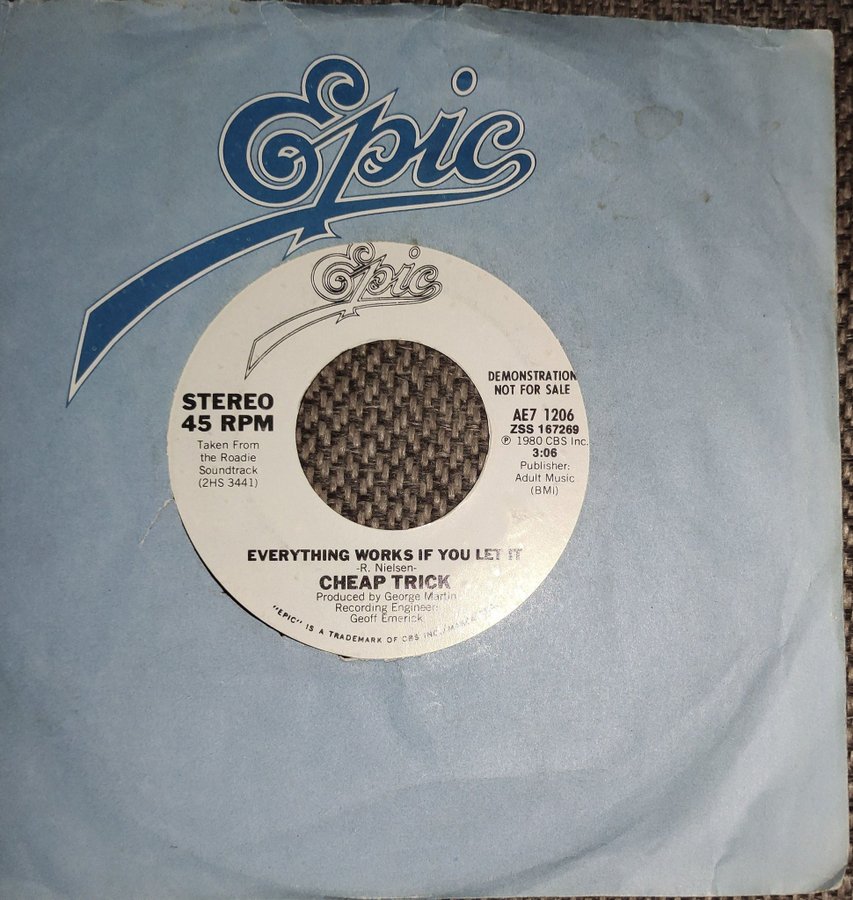 Epic
Epic
STEREO
45 RPM
Taken From
the Roadie
Soundtrack
(2HS 3441)
DEMONSTRATION
NOT FOR SALE
AE7 1206
ZSS 167269
℗ 1980 CBS Inc.
3:06
Publisher:
Adult Music
(BMI)
EVERYTHING WORKS IF YOU LET IT
-R. Nielsen-
CHEAP TRICK
Produced by George Martin
Recording Engineer:
Geoff Emerick
"EPIC" IS A TRADEMARK OF CBS INC.